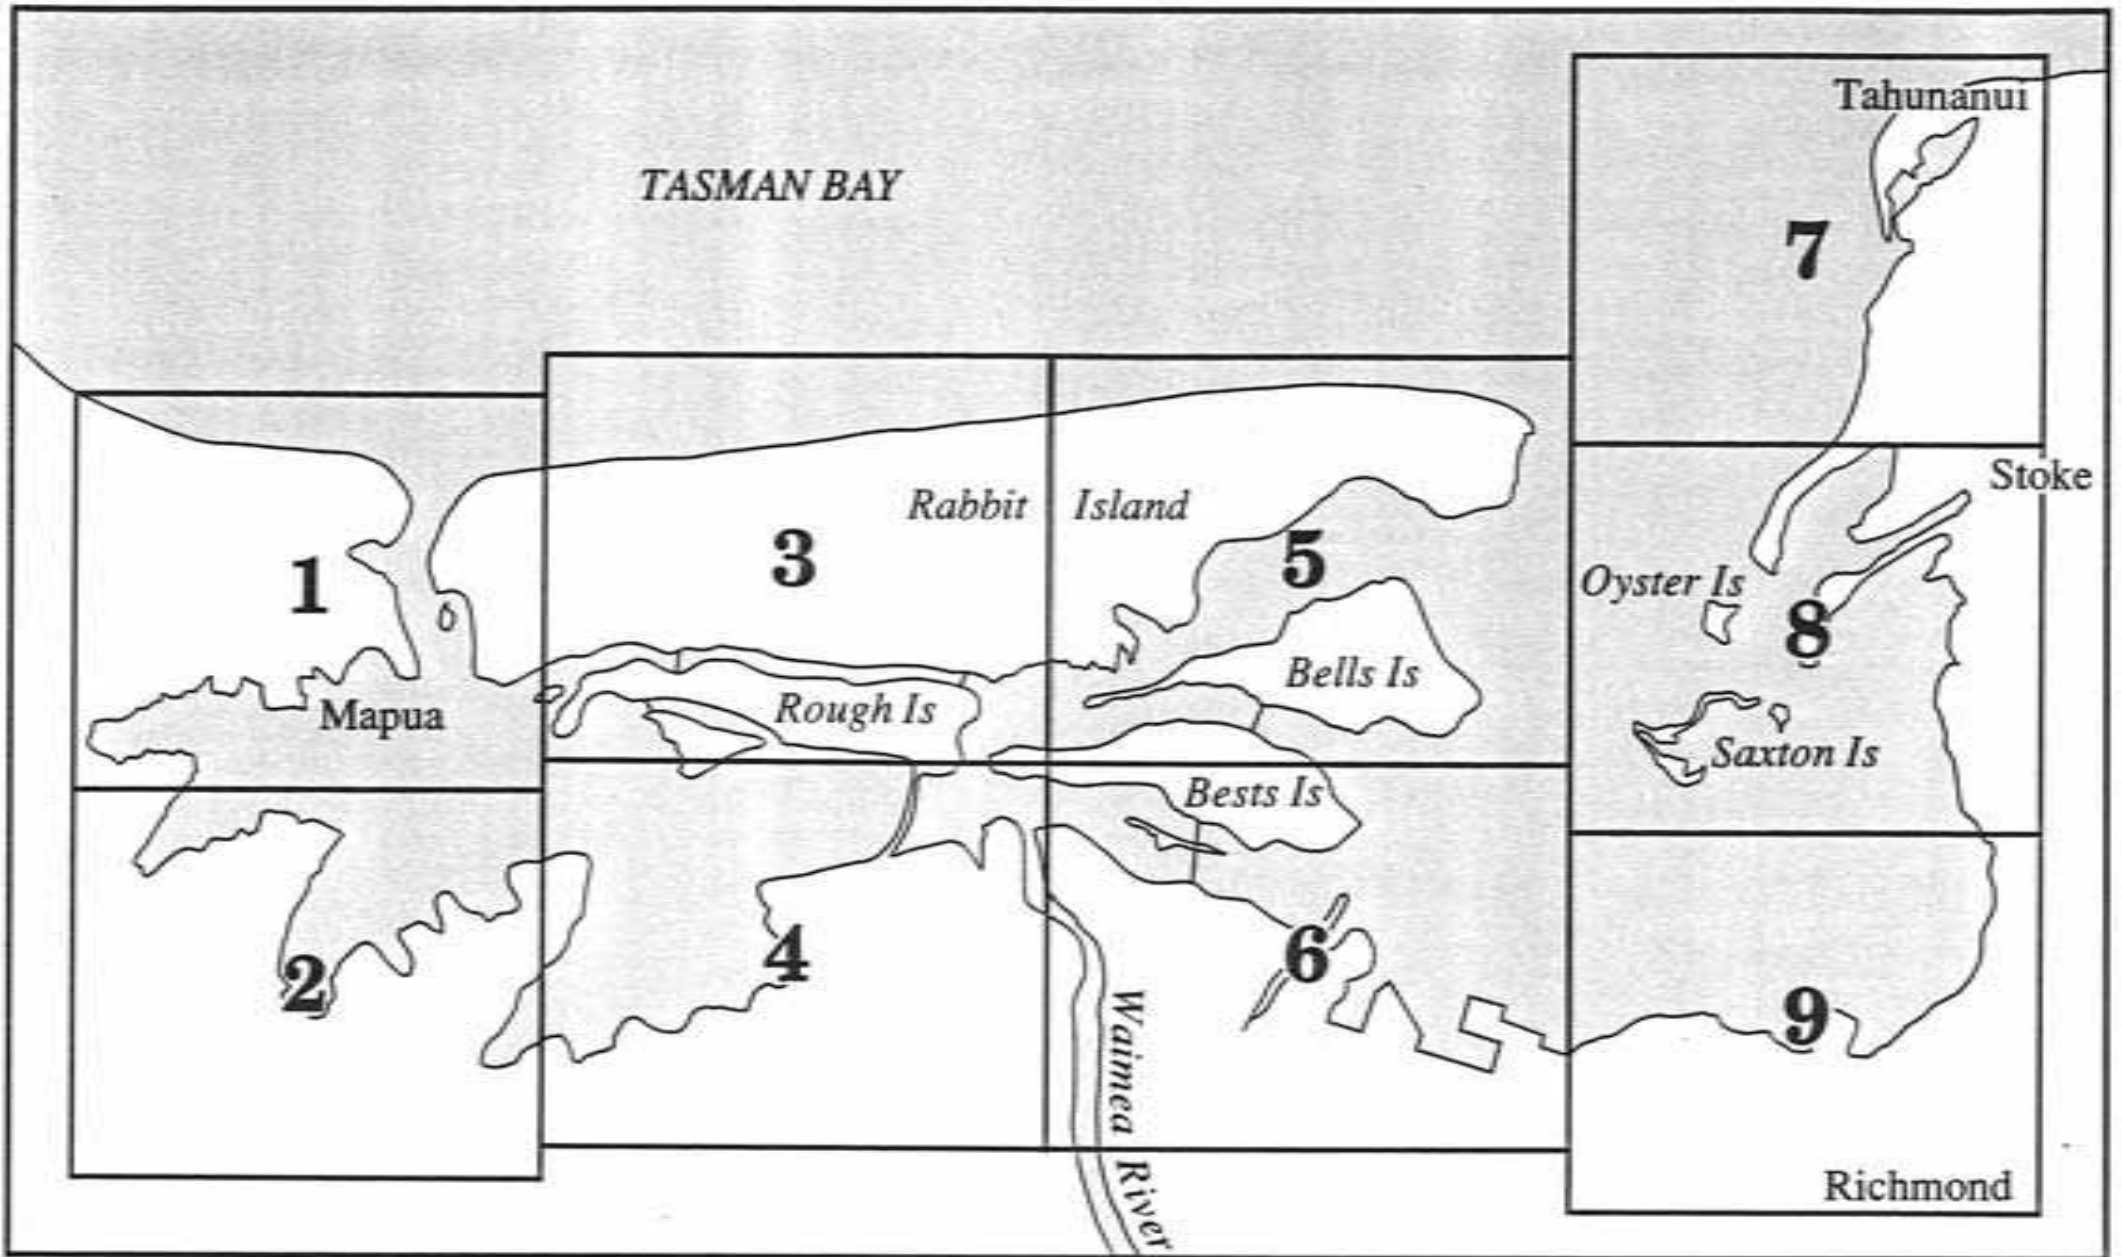 Tahunanui
TASMAN BAY
7
Stoke
Rabbit Island
1
3
5
Oyster Is
8
Mapua
Rough Is
Bells Is
Saxton Is
Bests Is
2
4
6
9
Waimea River
Richmond